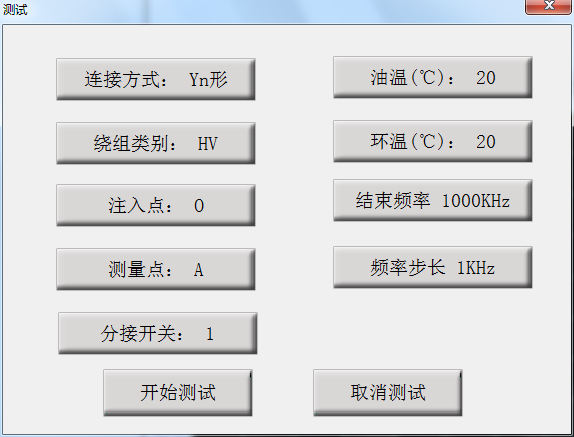 测试
连接方式： Yn形
绕组类别： HV
注入点： O
测量点： A
分接开关： 1
油温(℃)： 20
环温(℃)： 20
结束频率 1000KHz
频率步长 1KHz
开始测试
取消测试